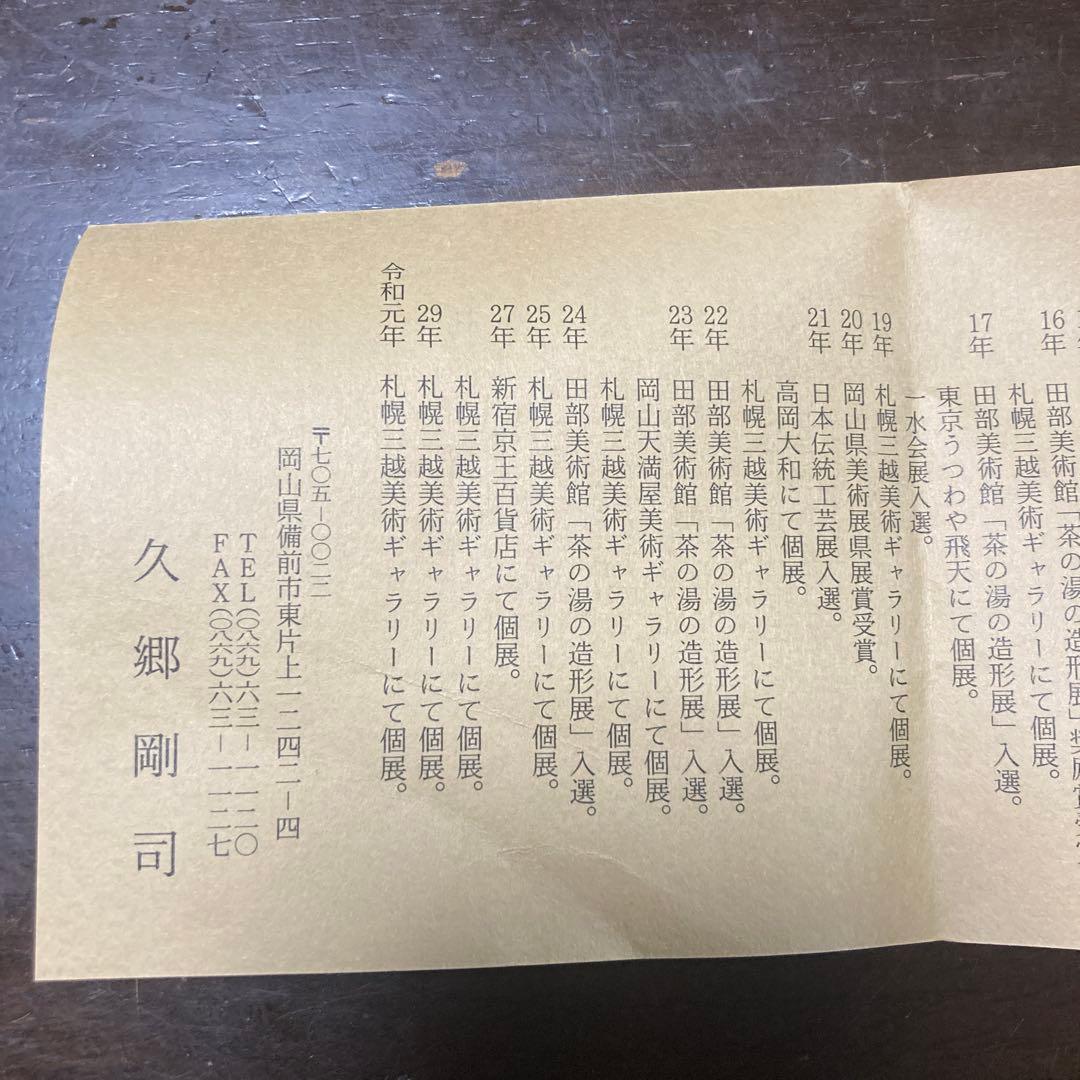 16年 田部美術館「茶の湯の造形展」奨励賞受
札幌三越美術ギャラリーにて個展。
17年 田部美術館「茶の湯の造形展」入選。
東京うつわや飛天にて個展。
一水会展入選。
19年 札幌三越美術ギャラリーにて個展。
20年 岡山県美術展県展賞受賞。
21年 日本伝統工芸展入選。
高岡大和にて個展。
札幌三越美術ギャラリーにて個展。
22年 田部美術館「茶の湯の造形展」入選。
23年 田部美術館「茶の湯の造形展」入選。
岡山天満屋美術ギャラリーにて個展。
札幌三越美術ギャラリーにて個展。
24年 田部美術館「茶の湯の造形展」入選。
25年 札幌三越美術ギャラリーにて個展。
27年 新宿京王百貨店にて個展。
札幌三越美術ギャラリーにて個展。
29年 札幌三越美術ギャラリーにて個展。
令和元年 札幌三越美術ギャラリーにて個展。
〒七〇五−〇〇二二
岡山県備前市東片上一二四二−四
TEL(〇八六九)六三−一一二〇
FAX(〇八六九)六三−一一二七
久郷剛司